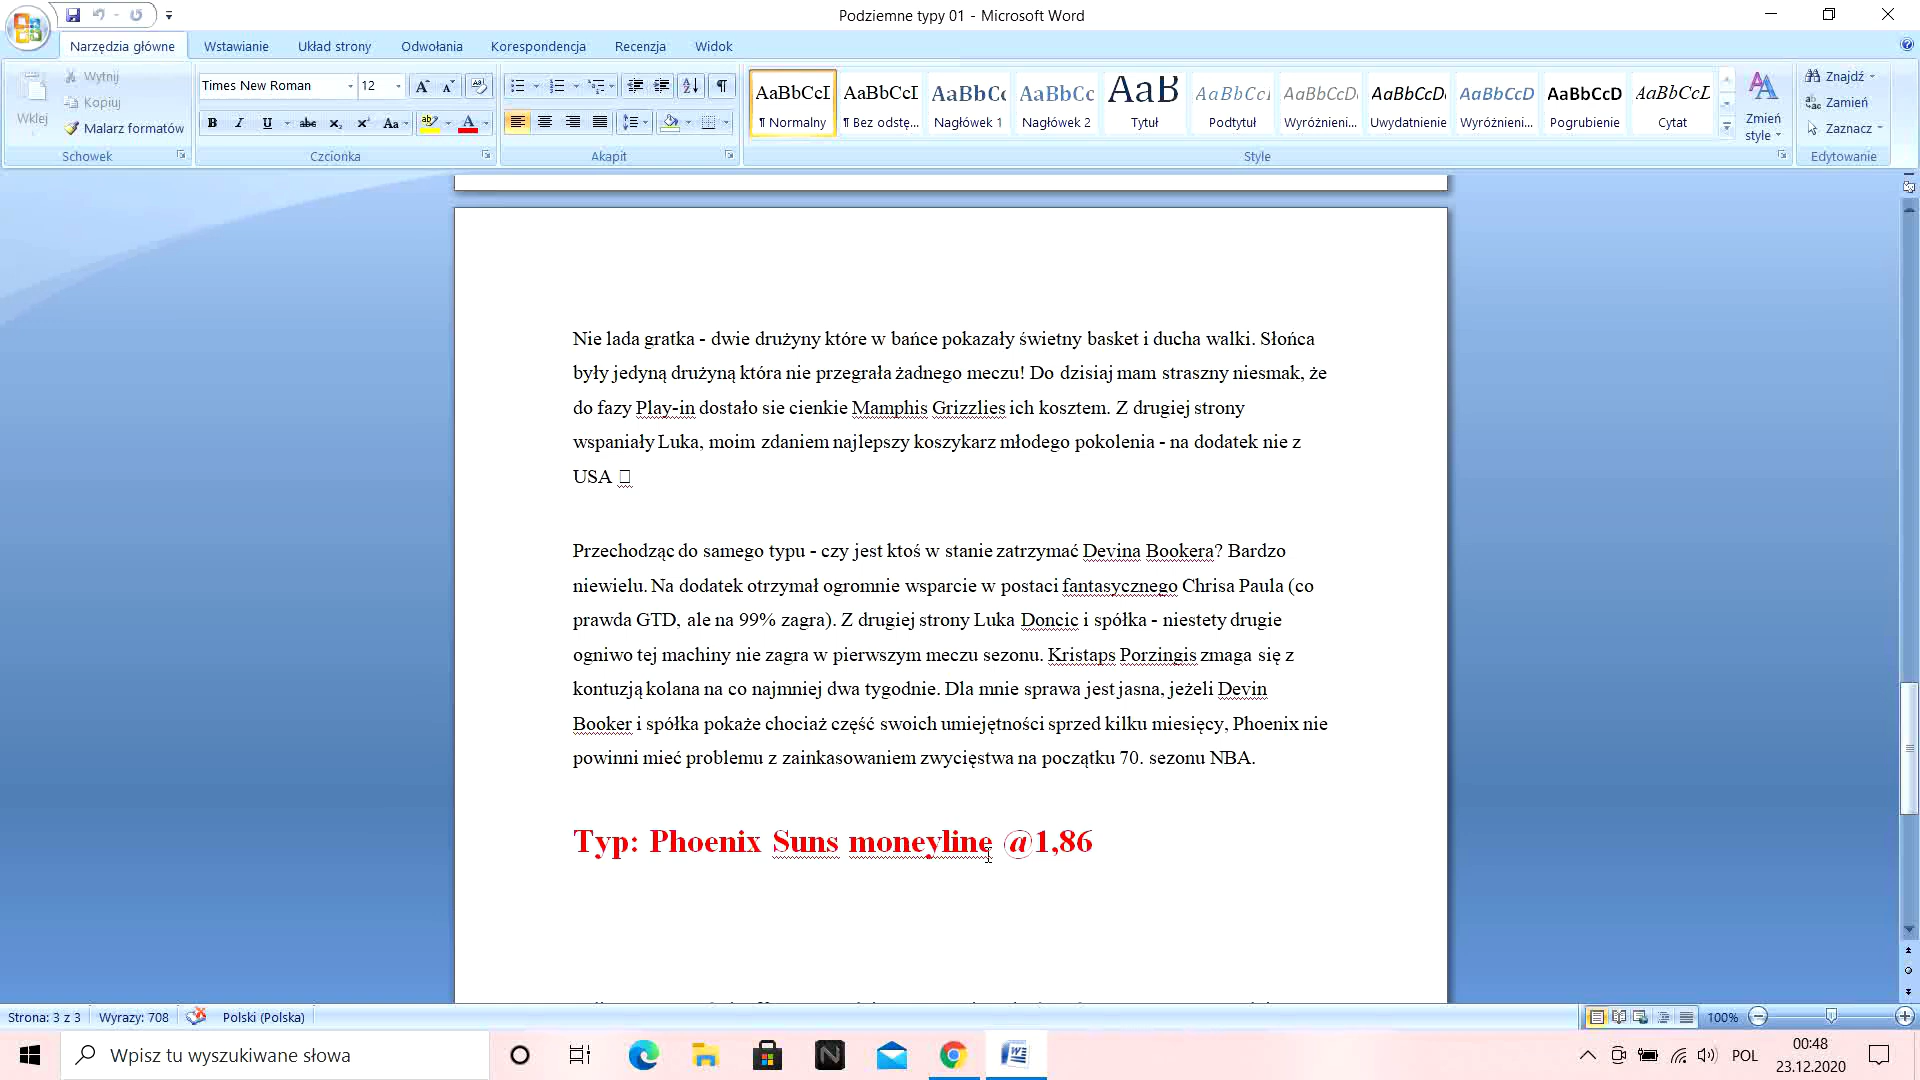 Podziemne typy 01 - Microsoft Word
Narzędzia główne
Wstawianie
Układ strony
Odwołania
Korespondencja
Recenzja
Widok
Wklej
Wytnij
Kopiuj
Malarz formatów
Schowek
Times New Roman
12
Czcionka
Akapit
AaBbCcI
¶ Normalny
AaBbCcI
¶ Bez odstę...
AaBbCc
Nagłówek 1
AaBbCc
Nagłówek 2
AaB
Tytuł
AaBbCcI
Podtytuł
AaBbCcD
Wyróżnieni...
AaBbCcD
Uwydatnienie
AaBbCcD
Wyróżnieni...
AaBbCcD
Pogrubienie
AaBbCcI
Cytat
Zmień
style
Style
Znajdź
Zamień
Zaznacz
Edytowanie
Nie lada gratka - dwie drużyny które w bańce pokazały świetny basket i ducha walki. Słońca
były jedyną drużyną która nie przegrała żadnego meczu! Do dzisiaj mam straszny niesmak, że
do fazy Play-in dostało sie cienkie Mamphis Grizzlies ich kosztem. Z drugiej strony
wspaniały Luka, moim zdaniem najlepszy koszykarz młodego pokolenia - na dodatek nie z
USA
Przechodząc do samego typu - czy jest ktoś w stanie zatrzymać Devina Bookera? Bardzo
niewielu. Na dodatek otrzymał ogromnie wsparcie w postaci fantasycznego Chrisa Paula (co
prawda GTD, ale na 99% zagra). Z drugiej strony Luka Doncic i spółka - niestety drugie
ogniwo tej machiny nie zagra w pierwszym meczu sezonu. Kristaps Porzingis zmaga się z
kontuzją kolana na co najmniej dwa tygodnie. Dla mnie sprawa jest jasna, jeżeli Devin
Booker i spółka pokaże chociaż część swoich umiejętności sprzed kilku miesięcy, Phoenix nie
powinni mieć problemu z zainkasowaniem zwycięstwa na początku 70. sezonu NBA.
Typ: Phoenix Suns moneyline @1,86
Strona: 3 z 3
Wyrazy: 708
Polski (Polska)
100%
Wpisz tu wyszukiwane słowa
POL
00:48
23.12.2020